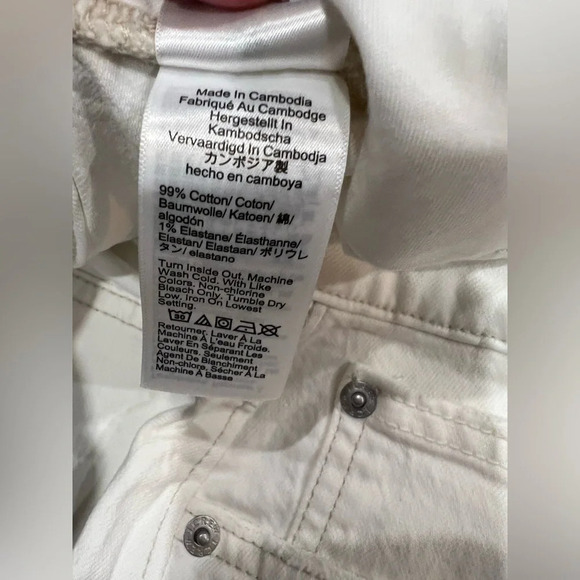 Made In Cambodia
Fabriqué Au Cambodge
Hergestellt In
Kambodscha
Vervaardigd In Cambodja
カンボジア製
hecho en camboya
99% Cotton/ Coton/
Baumwolle/ Katoen/ 綿/
algodón
1% Elastane/ Élasthanne/
Elastan/ Elastaan/ ポリウレ
タン/ elastano
Turn Inside Out, Machine
Wash Cold. With Like
Colors. Non-chlorine
Bleach Only. Tumble Dry
Low, Iron On Lowest
Setting.
30
Retourner. Laver À La
Machine À L'eau Froide.
Laver En Séparant Les
Couleurs. Seulement
Agent De Blanchiment
Non-chlore, Sécher À La
Machine À Basse